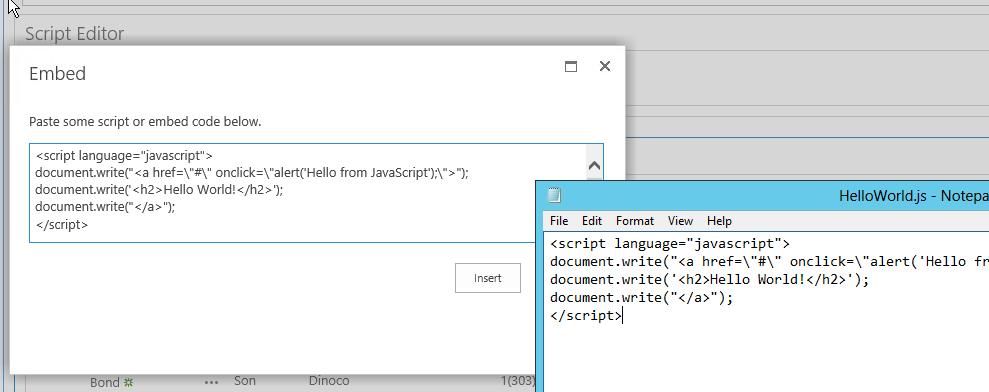 Script Editor
Embed
Paste some script or embed code below.
<script language="javascript">
document.write("<a href=\"#\" onclick=\"alert('Hello from JavaScript');\">");
document.write('<h2>Hello World!</h2>');
document.write("</a>");
</script>
Insert
HelloWorld.js - Notepa
File Edit Format View Help
<script language="javascript">
document.write("<a href=\"#\" onclick=\"alert('Hello fr
document.write('<h2>Hello World!</h2>');
document.write("</a>");
</script>
Bond ... Son Dinoco 1(303)